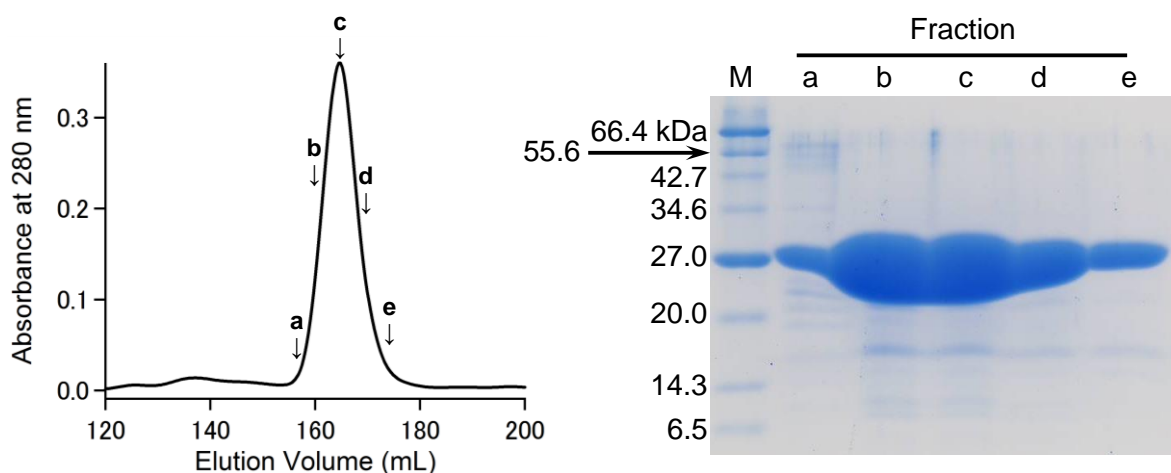 c
↓
0.3
b
↓
d
↓
0.2
0.1
a
↓
e
↓
0.0
120 140 160 180 200
Elution Volume (mL)
Absorbance at 280 nm
Fraction
M a b c d e
66.4 kDa
55.6
42.7
34.6
27.0
20.0
14.3
6.5